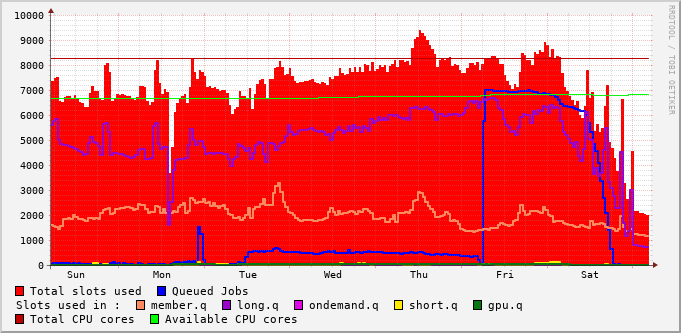 10000
9000
8000
7000
6000
5000
4000
3000
2000
1000
0
Sun Mon Tue Wed Thu Fri Sat
RRDTOOL / TOBI OETIKER
Total slots used Queued Jobs
Slots used in : member.q long.q ondemand.q short.q gpu.q
Total CPU cores Available CPU cores